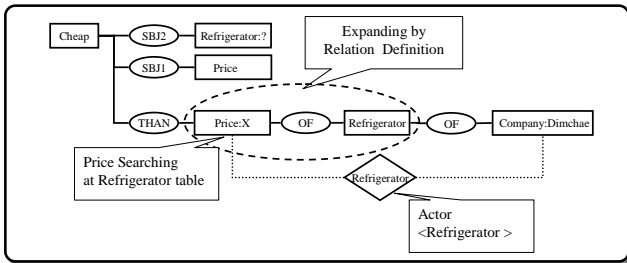 Expanding by
Relation Definition
Cheap
SBJ2
Refrigerator:?
SBJ1
Price
THAN
Price:X
OF
Refrigerator
OF
Company:Dimchae
Price Searching
at Refrigerator table
Refrigerator
Actor
<Refrigerator >